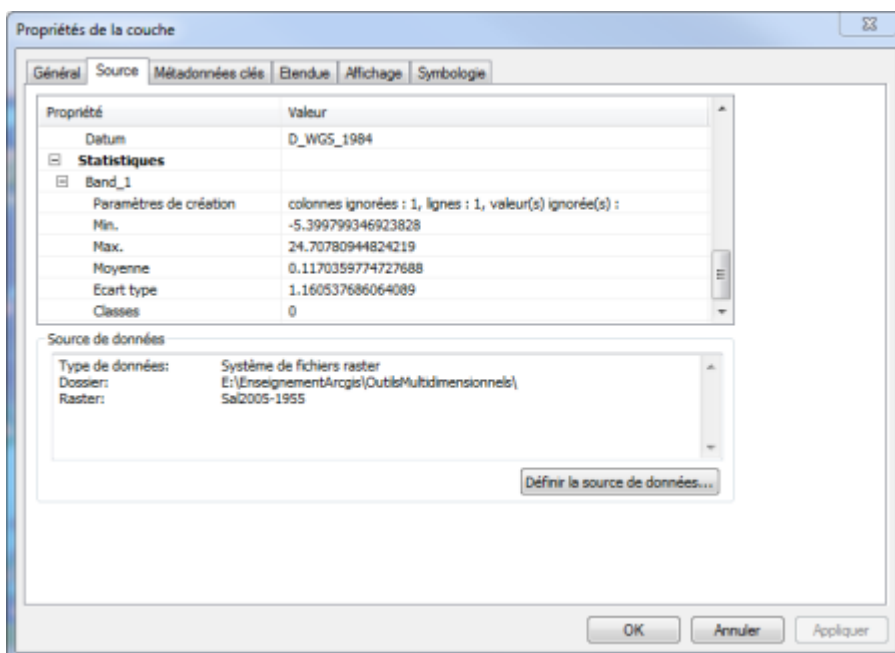 Propriétés de la couche
Général Source Métadonnées clés Etendue Affichage Symbologie
Propriété Valeur
Datum D_WGS_1984
Statistiques
Band_1
Paramètres de création colonnes ignorées : 1, lignes : 1, valeur(s) ignorée(s) :
Min. -5.399799346923828
Max. 24.70780944824219
Moyenne 0.1170359774727688
Ecart type 1.160537686064089
Classes 0
Source de données
Type de données: Système de fichiers raster
Dossier: E:\EnseignementArcgis\OutilsMultidimensionnels\
Raster: Sal2005-1955
Définir la source de données...
OK Annuler Appliquer